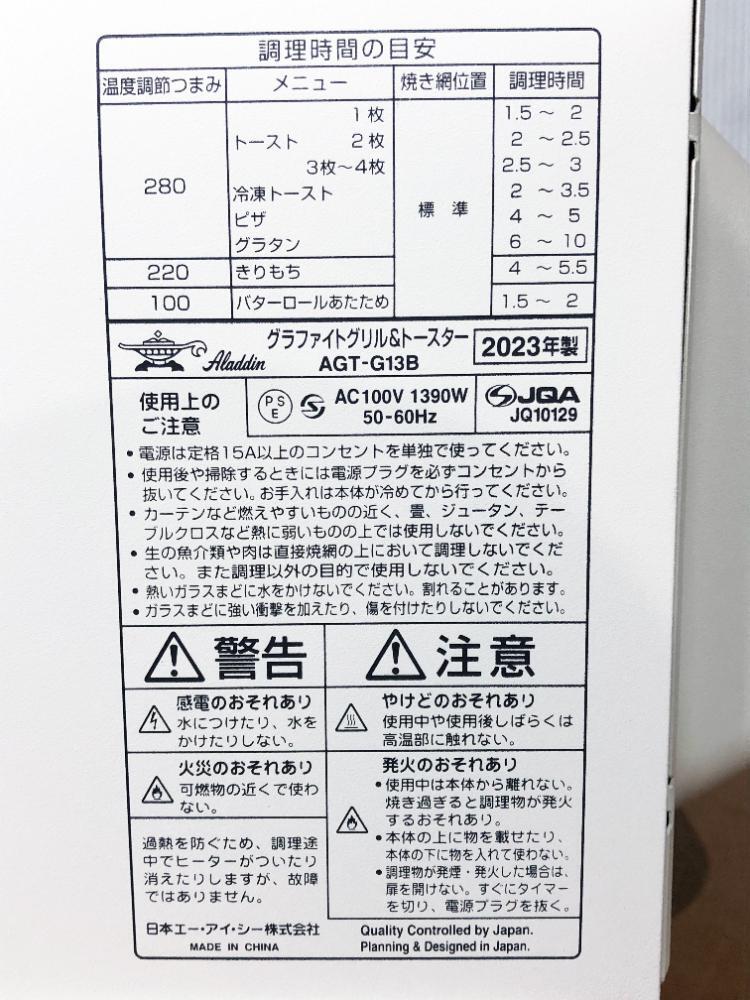 調理時間の目安
温度調節つまみ メニュー 焼き網位置 調理時間
280 トースト 1枚 標準 1.5～2
2枚 2～2.5
3枚～4枚 2.5～3
冷凍トースト 2～3.5
ピザ 4～5
グラタン 6～10
220 きりもち 4～5.5
100 バターロールあたため 1.5～2
Aladdin
グラファイトグリル&トースター
AGT-G13B
2023年製
使用上の
ご注意
PSE
AC100V 1390W
50-60Hz
JQA
JQ10129
・電源は定格15A以上のコンセントを単独で使ってください。
・使用後や掃除するときには電源プラグを必ずコンセントから
抜いてください。お手入れは本体が冷めてから行ってください。
・カーテンなど燃えやすいものの近く、畳、ジュータン、テー
ブルクロスなど熱に弱いものの上では使用しないでください。
・生の魚介類や肉は直接焼網の上において調理しないでくだ
さい。また調理以外の目的で使用しないでください。
・熱いガラスまどに水をかけないでください。割れることがあります。
・ガラスまどに強い衝撃を加えたり、傷を付けたりしないでください。
警告
感電のおそれあり
水につけたり、水を
かけたりしない。
火災のおそれあり
可燃物の近くで使わ
ない。
過熱を防ぐため、調理途
中でヒーターがついたり
消えたりしますが、故障
ではありません。
注意
やけどのおそれあり
使用中や使用後しばらくは
高温部に触れない。
発火のおそれあり
・使用中は本体から離れない。
焼き過ぎると調理物が発火
するおそれあり。
・本体の上に物を載せたり、
本体の下に物を入れて使わない。
・調理物が発煙・発火した場合は、
扉を開けない。すぐにタイマー
を切り、電源プラグを抜く。
日本エー・アイ・シー株式会社
MADE IN CHINA
Quality Controlled by Japan.
Planning & Designed in Japan.